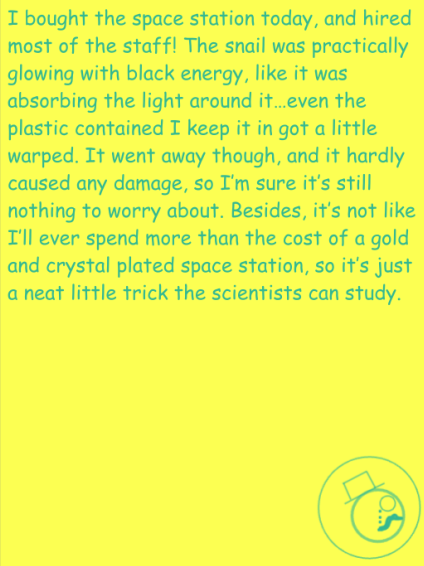 I bought the space station today, and hired
most of the staff! The snail was practically
glowing with black energy, like it was
absorbing the light around it...even the
plastic contained I keep it in got a little
warped. It went away though, and it hardly
caused any damage, so I'm sure it's still
nothing to worry about. Besides, it's not like
I'll ever spend more than the cost of a gold
and crystal plated space station, so it's just
a neat little trick the scientists can study.